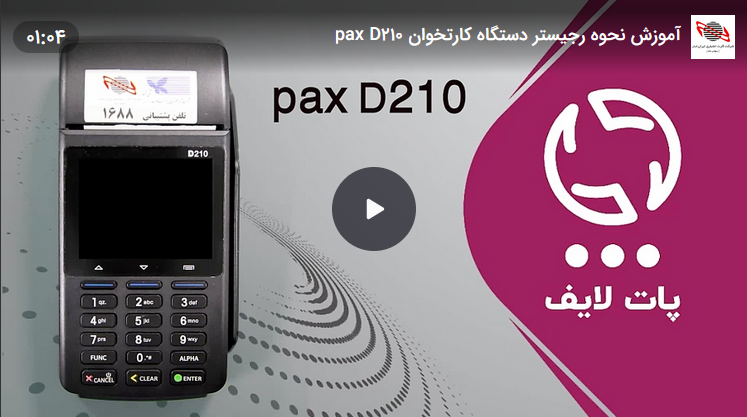 آموزش نحوه رجیستر دستگاه کارتخوان pax D۲۱۰
۰۱:۰۴
pax D210
تلفن پشتیبانی ۱۶۸۸
D210
1 qz.
2 abc
3 def
4 ghi
5 jkl
6 mno
7 prs
8 tuv
9 wxy
FUNC
0 .*#
ALPHA
CANCEL
CLEAR
ENTER
پات لایف